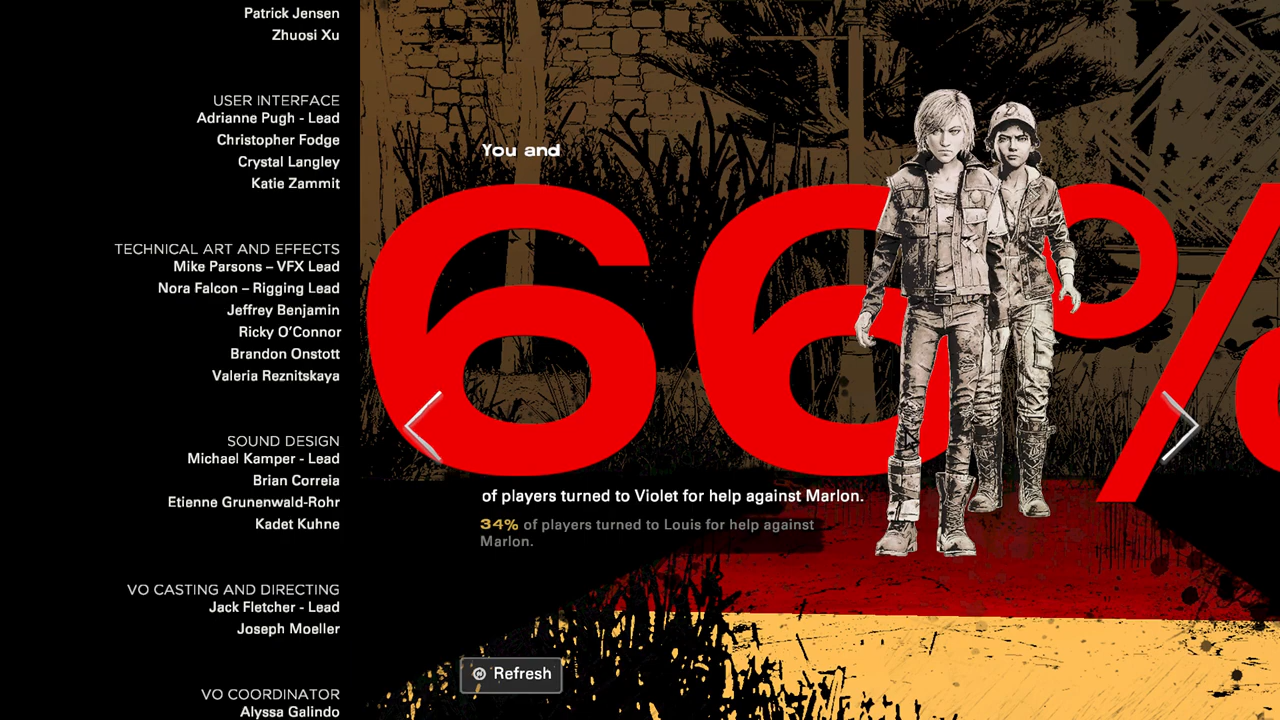 Patrick Jensen
Zhuosi Xu
USER INTERFACE
Adrianne Pugh - Lead
Christopher Fodge
Crystal Langley
Katie Zammit
TECHNICAL ART AND EFFECTS
Mike Parsons – VFX Lead
Nora Falcon – Rigging Lead
Jeffrey Benjamin
Ricky O'Connor
Brandon Onstott
Valeria Reznitskaya
SOUND DESIGN
Michael Kamper - Lead
Brian Correia
Etienne Grunenwald-Rohr
Kadet Kuhne
VO CASTING AND DIRECTING
Jack Fletcher - Lead
Joseph Moeller
VO COORDINATOR
Alyssa Galindo
You and
66%
of players turned to Violet for help against Marlon.
34% of players turned to Louis for help against
Marlon.
Refresh